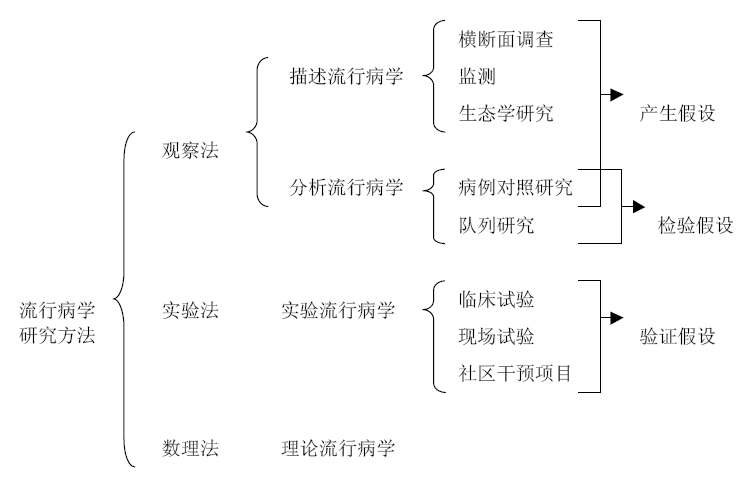 横断面调查
描述流行病学
监测
生态学研究
产生假设
观察法
分析流行病学
病例对照研究
队列研究
检验假设
流行病学
研究方法
实验法
实验流行病学
临床试验
现场试验
社区干预项目
验证假设
数理法
理论流行病学